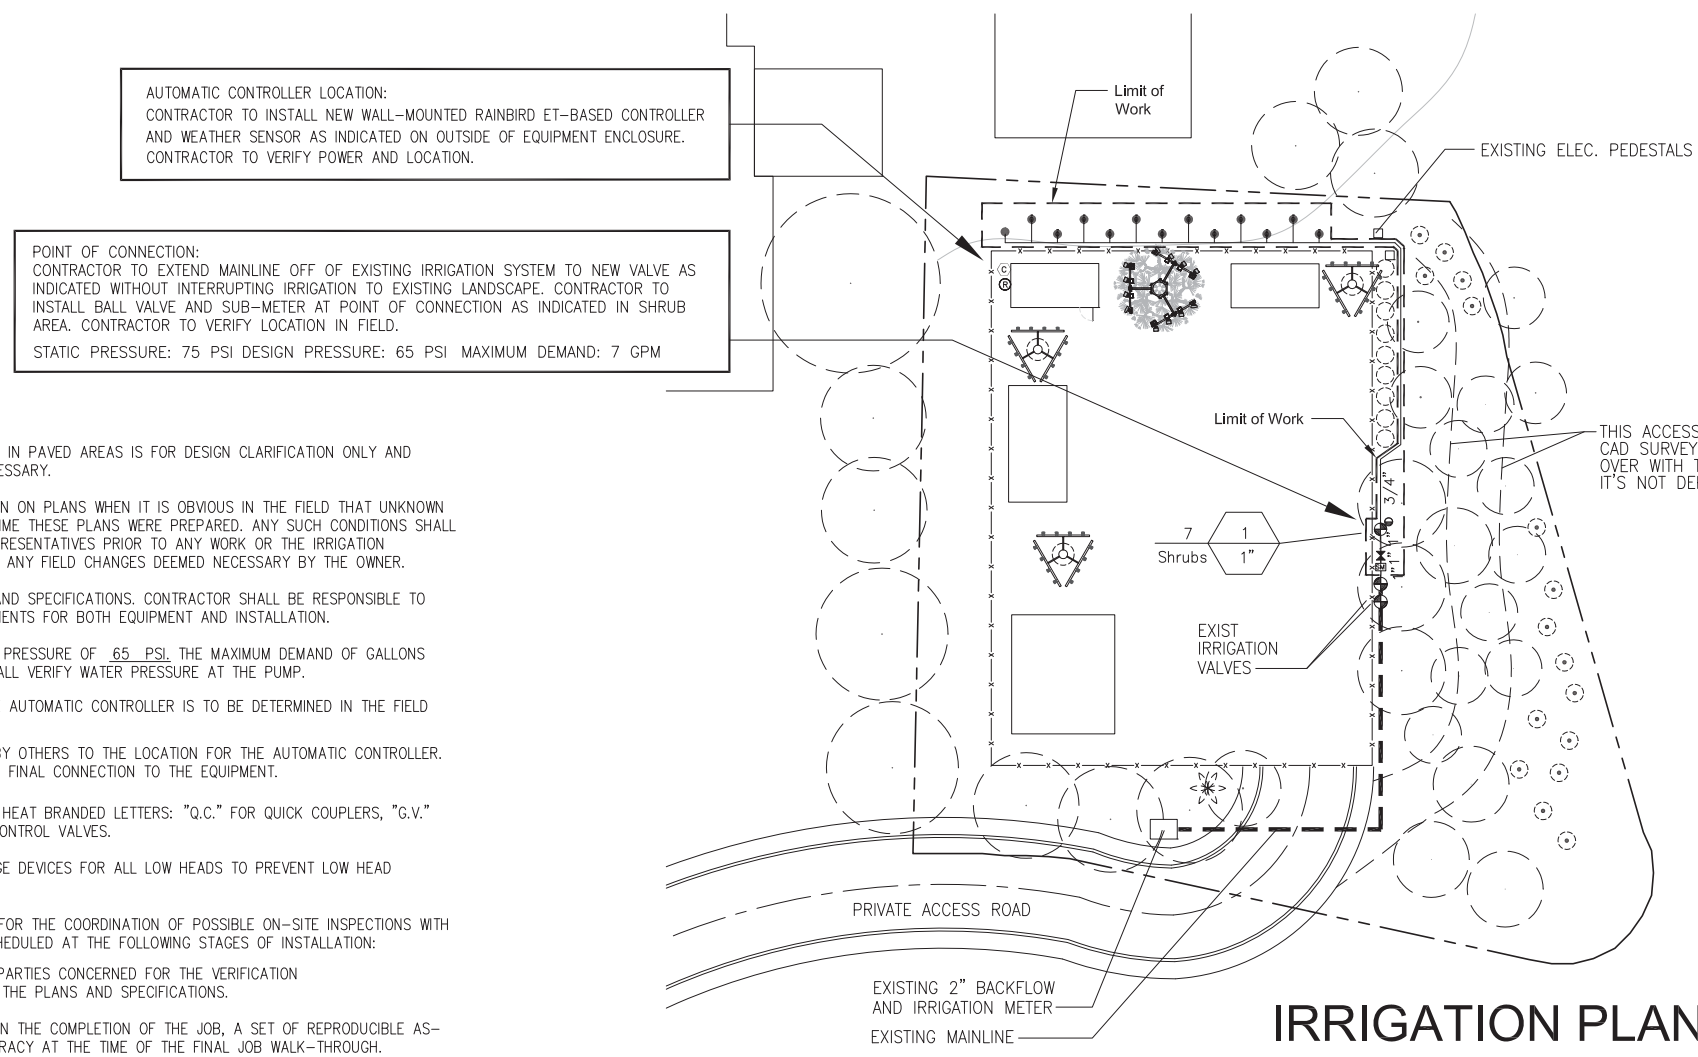 AUTOMATIC CONTROLLER LOCATION:
CONTRACTOR TO INSTALL NEW WALL-MOUNTED RAINBIRD ET-BASED CONTROLLER
AND WEATHER SENSOR AS INDICATED ON OUTSIDE OF EQUIPMENT ENCLOSURE.
CONTRACTOR TO VERIFY POWER AND LOCATION.
POINT OF CONNECTION:
CONTRACTOR TO EXTEND MAINLINE OFF OF EXISTING IRRIGATION SYSTEM TO NEW VALVE AS
INDICATED WITHOUT INTERRUPTING IRRIGATION TO EXISTING LANDSCAPE. CONTRACTOR TO
INSTALL BALL VALVE AND SUB-METER AT POINT OF CONNECTION AS INDICATED IN SHRUB
AREA. CONTRACTOR TO VERIFY LOCATION IN FIELD.
STATIC PRESSURE: 75 PSI DESIGN PRESSURE: 65 PSI MAXIMUM DEMAND: 7 GPM
IN PAVED AREAS IS FOR DESIGN CLARIFICATION ONLY AND
ESSARY.
N ON PLANS WHEN IT IS OBVIOUS IN THE FIELD THAT UNKNOWN
IME THESE PLANS WERE PREPARED. ANY SUCH CONDITIONS SHALL
RESENTATIVES PRIOR TO ANY WORK OR THE IRRIGATION
ANY FIELD CHANGES DEEMED NECESSARY BY THE OWNER.
AND SPECIFICATIONS. CONTRACTOR SHALL BE RESPONSIBLE TO
MENTS FOR BOTH EQUIPMENT AND INSTALLATION.
PRESSURE OF 65 PSI. THE MAXIMUM DEMAND OF GALLONS
ALL VERIFY WATER PRESSURE AT THE PUMP.
AUTOMATIC CONTROLLER IS TO BE DETERMINED IN THE FIELD
BY OTHERS TO THE LOCATION FOR THE AUTOMATIC CONTROLLER.
FINAL CONNECTION TO THE EQUIPMENT.
HEAT BRANDED LETTERS: "Q.C." FOR QUICK COUPLERS, "G.V."
CONTROL VALVES.
GE DEVICES FOR ALL LOW HEADS TO PREVENT LOW HEAD
FOR THE COORDINATION OF POSSIBLE ON-SITE INSPECTIONS WITH
HEDULED AT THE FOLLOWING STAGES OF INSTALLATION:
PARTIES CONCERNED FOR THE VERIFICATION
THE PLANS AND SPECIFICATIONS.
N THE COMPLETION OF THE JOB, A SET OF REPRODUCIBLE AS-
RACY AT THE TIME OF THE FINAL JOB WALK-THROUGH.
Limit of
Work
EXISTING ELEC. PEDESTALS
C
R
Limit of Work
THIS ACCESS
CAD SURVEY
OVER WITH T
IT'S NOT DE
3/4"
7 1
Shrubs 1"
1" 1"
SM
EXIST
IRRIGATION
VALVES
PRIVATE ACCESS ROAD
EXISTING 2" BACKFLOW
AND IRRIGATION METER
EXISTING MAINLINE
IRRIGATION PLAN